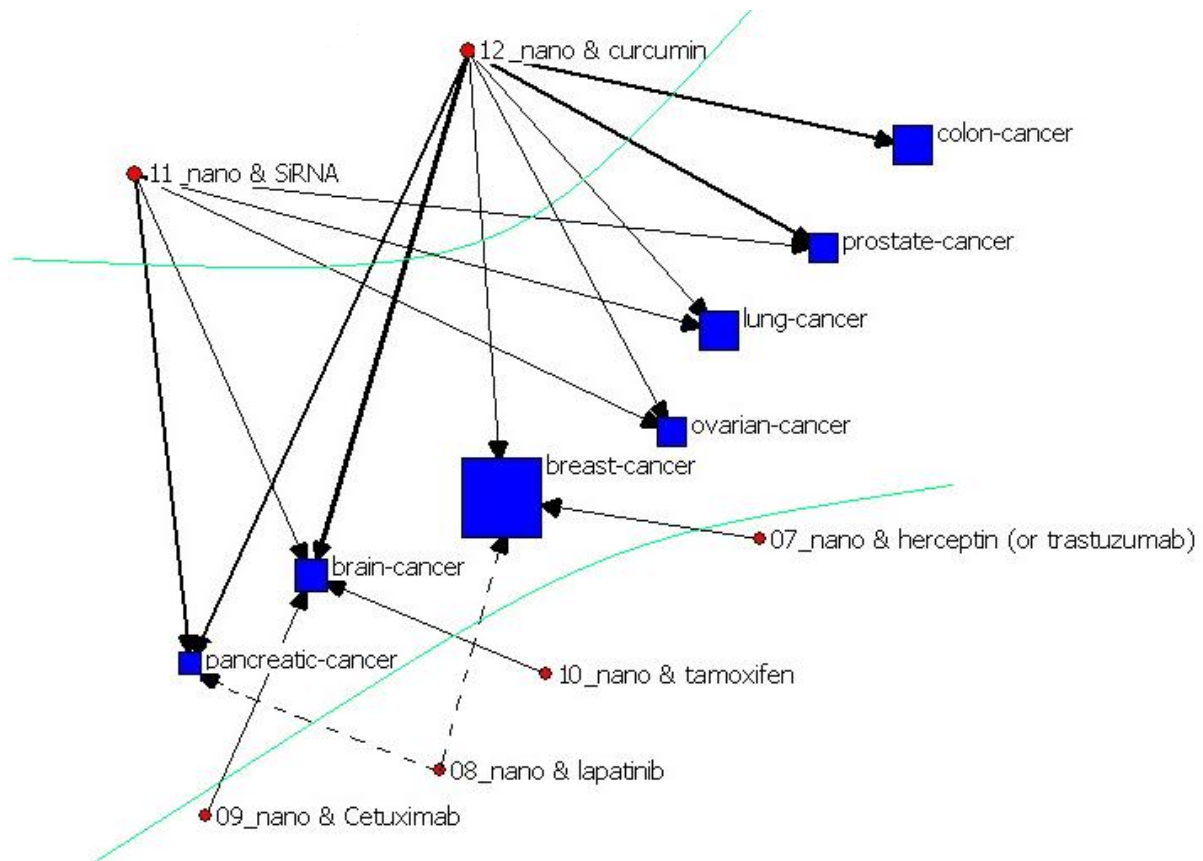 12_nano & curcumin
colon-cancer
11_nano & SiRNA
prostate-cancer
lung-cancer
ovarian-cancer
breast-cancer
07_nano & herceptin (or trastuzumab)
brain-cancer
pancreatic-cancer
10_nano & tamoxifen
08_nano & lapatinib
09_nano & Cetuximab